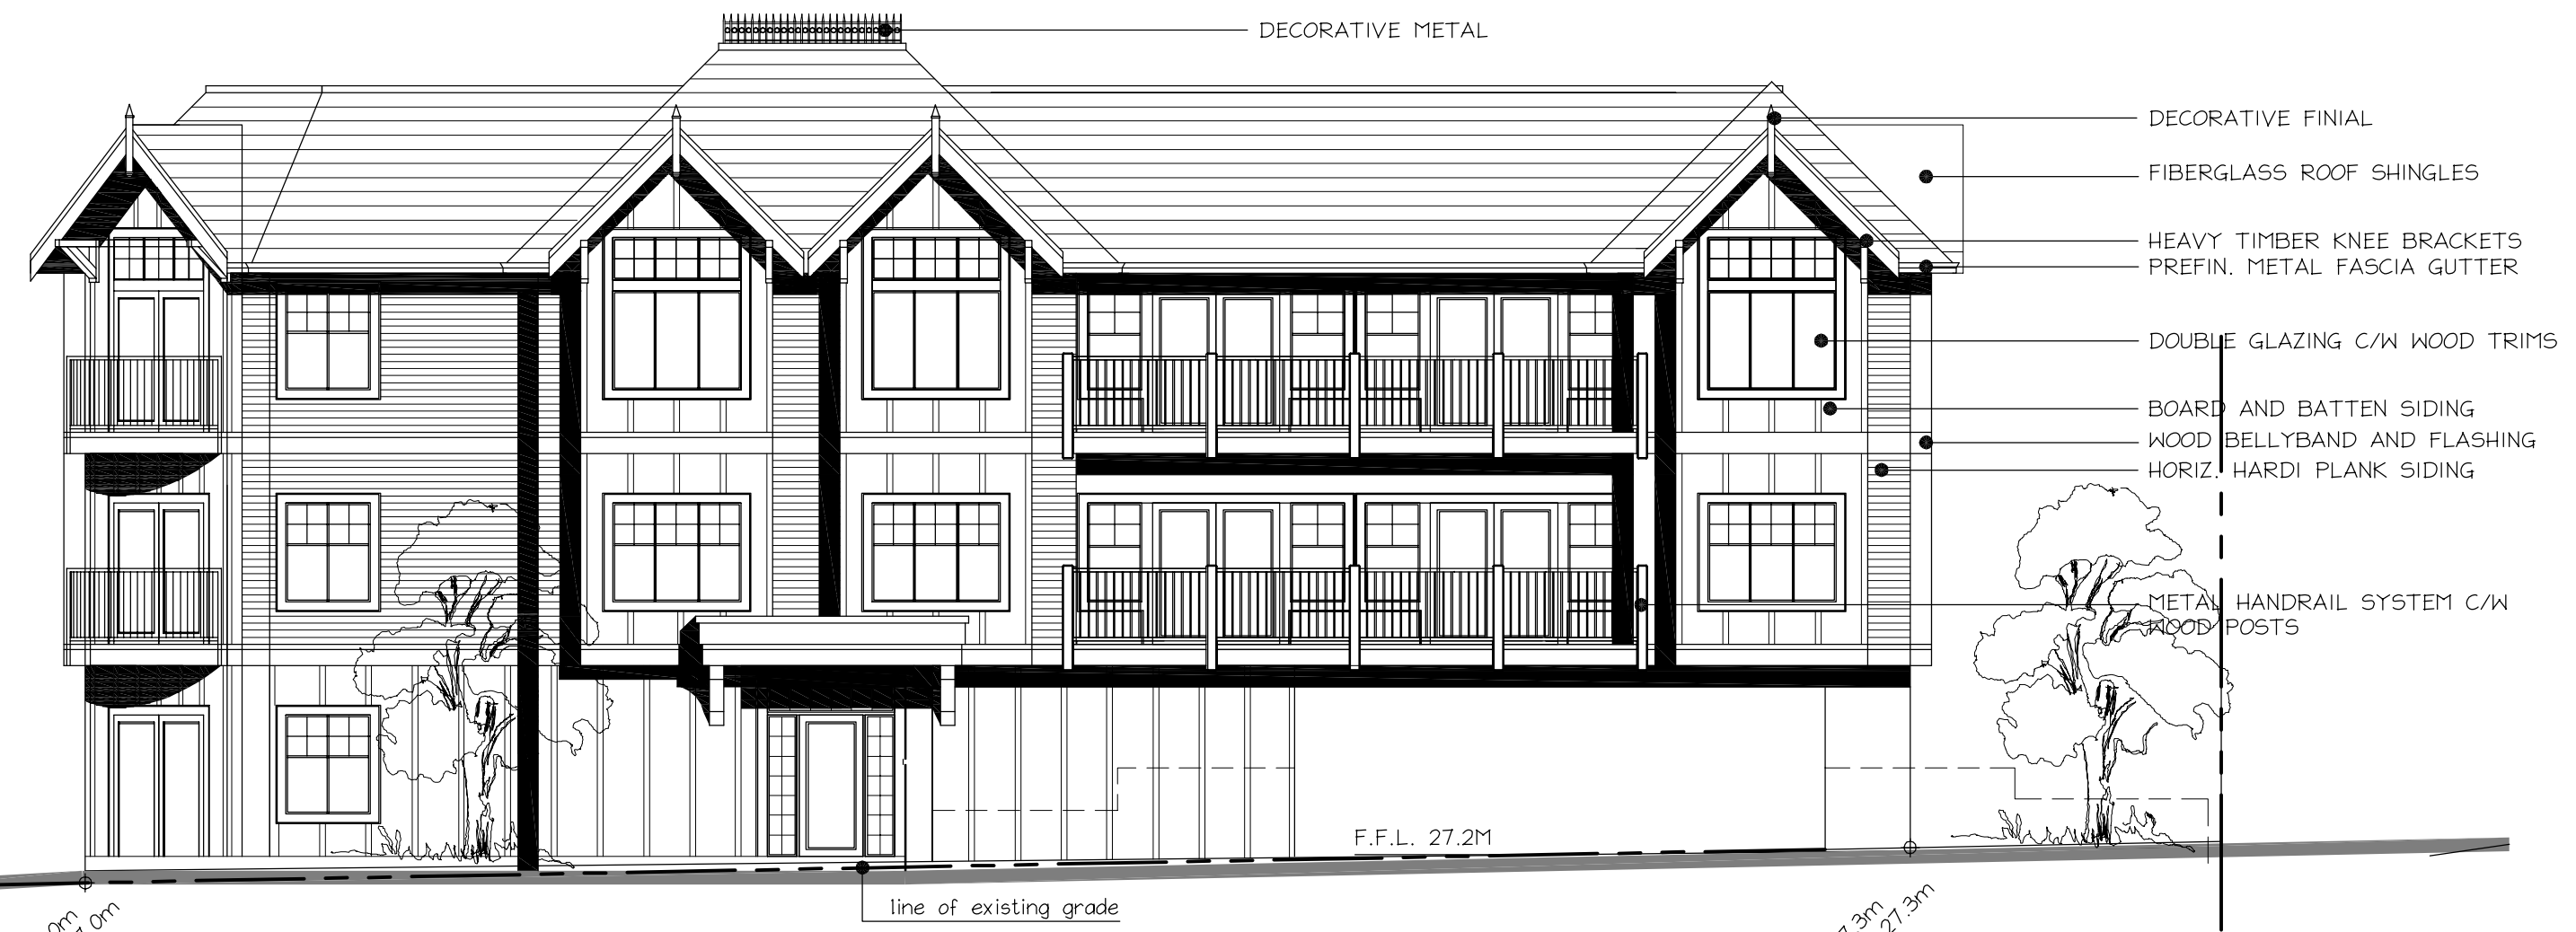 DECORATIVE METAL
DECORATIVE FINIAL
FIBERGLASS ROOF SHINGLES
HEAVY TIMBER KNEE BRACKETS
PREFIN. METAL FASCIA GUTTER
DOUBLE GLAZING C/W WOOD TRIMS
BOARD AND BATTEN SIDING
WOOD BELLYBAND AND FLASHING
HORIZ. HARDI PLANK SIDING
METAL HANDRAIL SYSTEM C/W
WOOD POSTS
F.F.L. 27.2M
line of existing grade
27.3m